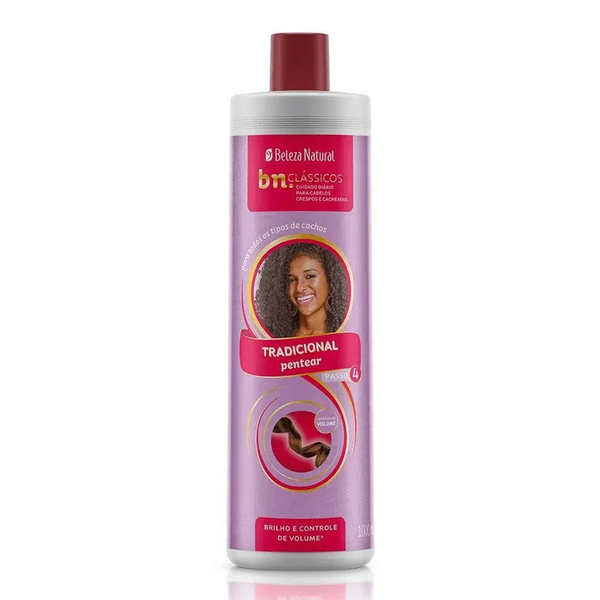 Beleza Natural
bn.CLÁSSICOS
CUIDADO DIÁRIO
PARA CABELOS
CRESPOS E CACHEADOS
para todos os tipos de cachos
TRADICIONAL
pentear
PASSO 4
VOLUME
BRILHO E CONTROLE
DE VOLUME*